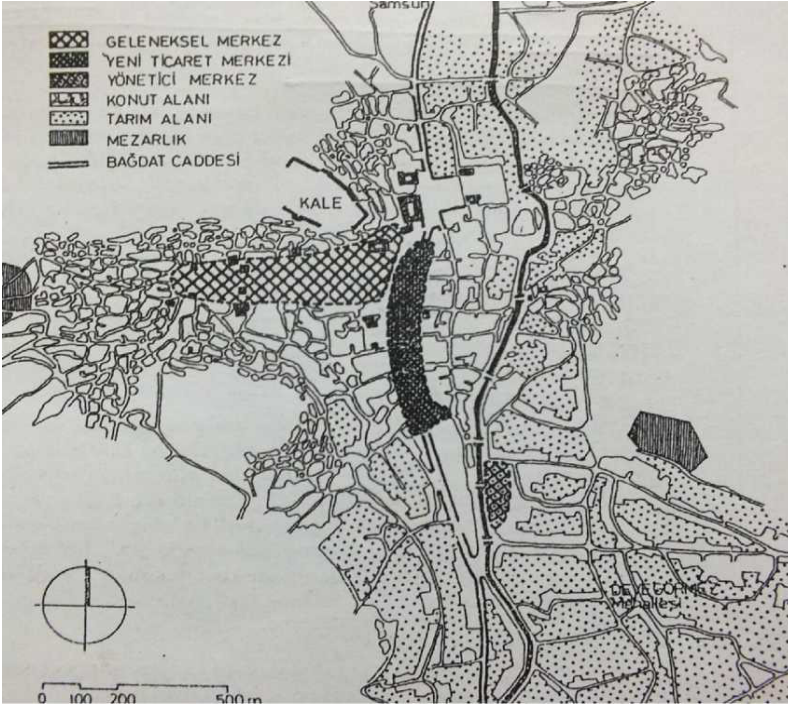 Samsun
GELENEKSEL MERKEZ
YENİ TİCARET MERKEZİ
YÖNETİCİ MERKEZ
KONUT ALANI
TARIM ALANI
MEZARLIK
BAĞDAT CADDESİ
KALE
DEVEGÖRMEZ
Mahallesi
0 100 200 500 m